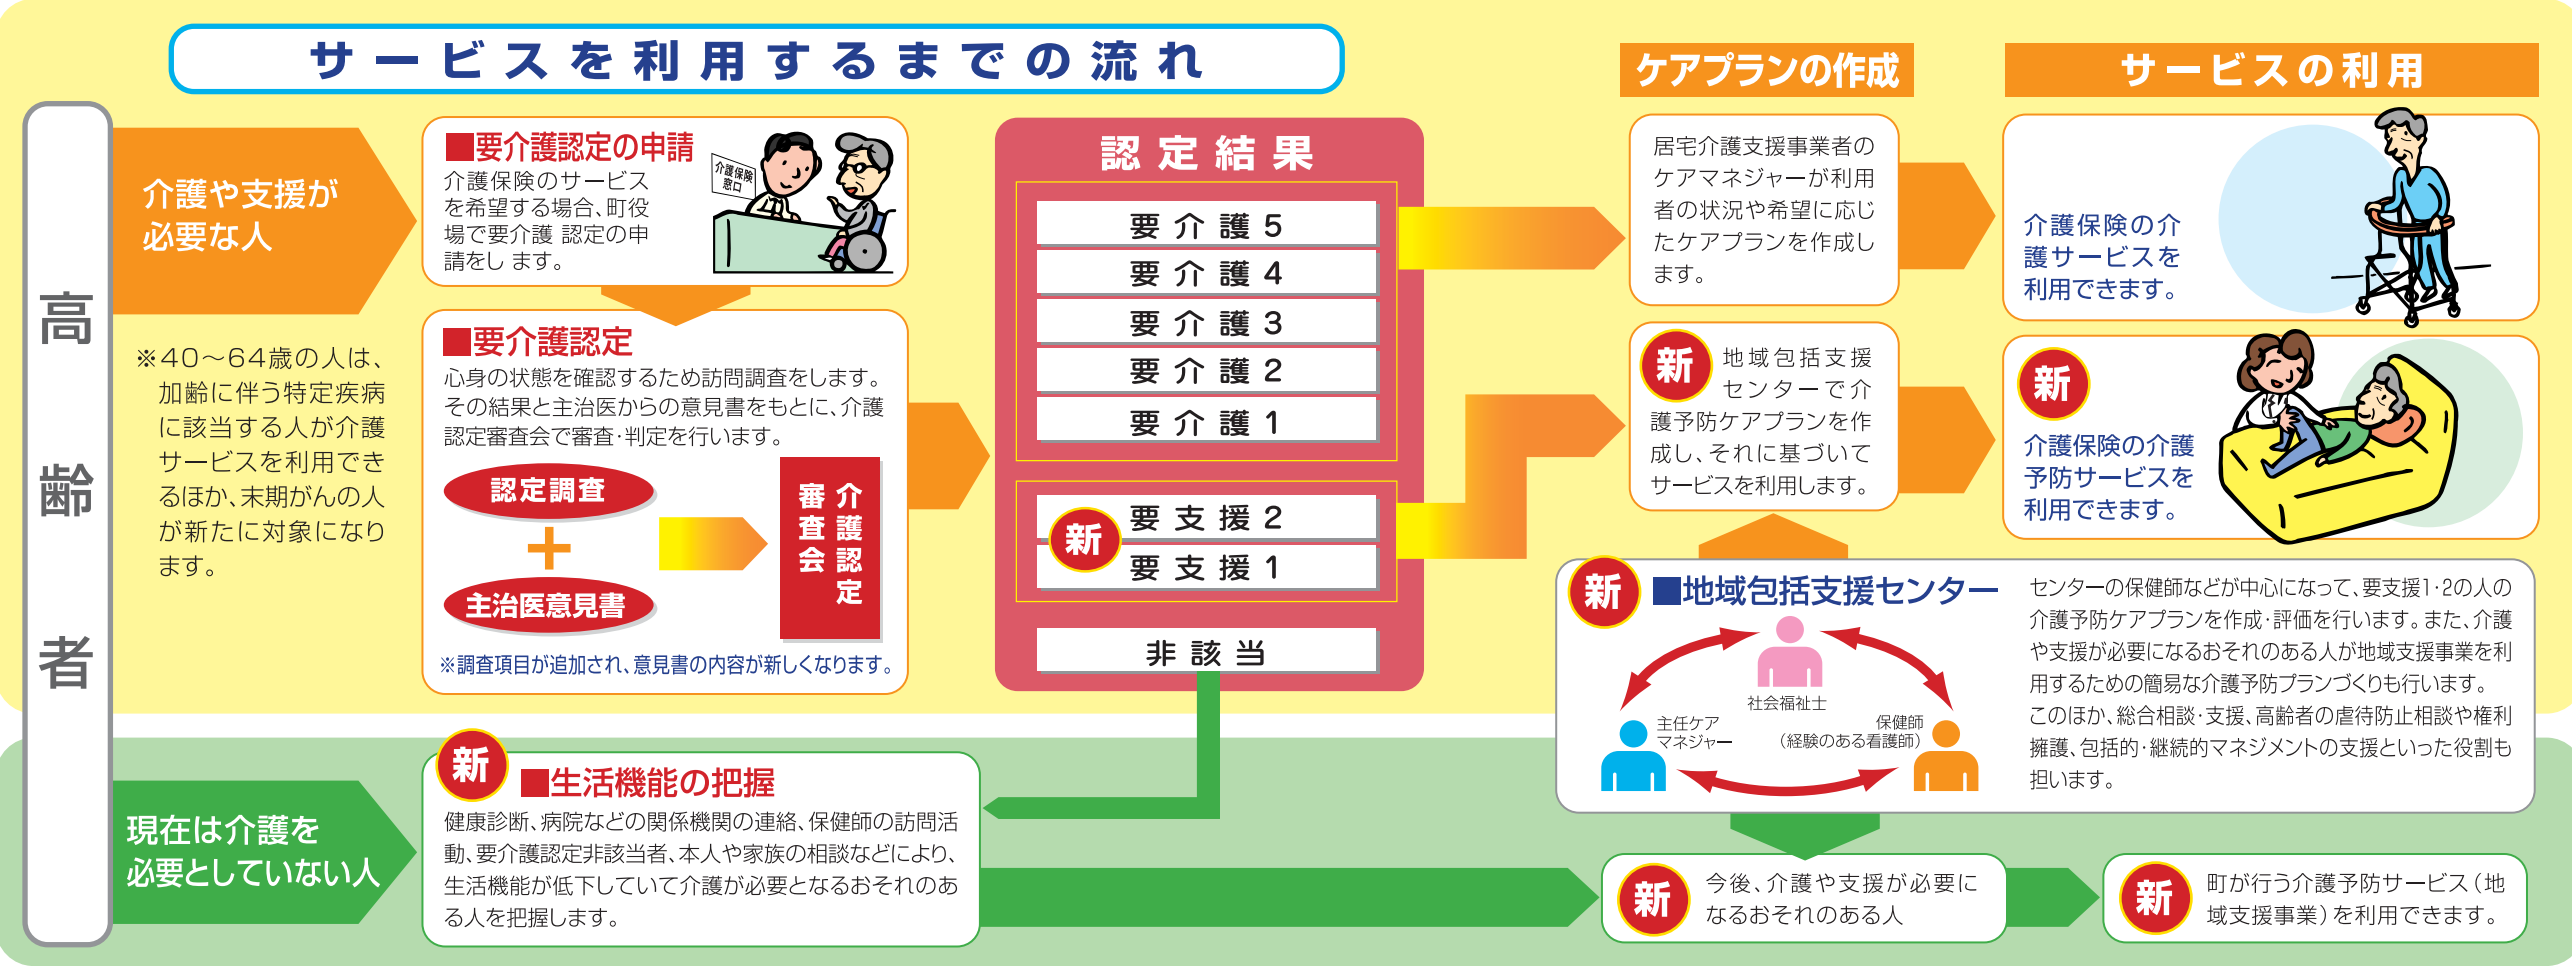 サービスを利用するまでの流れ
ケアプランの作成
サービスの利用
高齢者
介護や支援が
必要な人
※40～64歳の人は、
加齢に伴う特定疾病
に該当する人が介護
サービスを利用でき
るほか、末期がんの人
が新たに対象になり
ます。
■要介護認定の申請
介護保険のサービス
を希望する場合、町役
場で要介護 認定の申
請をし ます。
介護保険
窓口
■要介護認定
心身の状態を確認するため訪問調査をします。
その結果と主治医からの意見書をもとに、介護
認定審査会で審査・判定を行います。
認定調査
+
主治医意見書
介護認定
審査会
※調査項目が追加され、意見書の内容が新しくなります。
認定結果
要介護5
要介護4
要介護3
要介護2
要介護1
新
要支援2
要支援1
非該当
居宅介護支援事業者の
ケアマネジャーが利用
者の状況や希望に応じ
たケアプランを作成し
ます。
介護保険の介
護サービスを
利用できます。
新
地域包括支援
センターで介
護予防ケアプランを作
成し、それに基づいて
サービスを利用します。
新
介護保険の介護
予防サービスを
利用できます。
新
■地域包括支援センター
社会福祉士
主任ケア
マネジャー
保健師
(経験のある看護師)
センターの保健師などが中心になって、要支援1・2の人の
介護予防ケアプランを作成・評価を行います。また、介護
や支援が必要になるおそれのある人が地域支援事業を利
用するための簡易な介護予防プランづくりも行います。
このほか、総合相談・支援、高齢者の虐待防止相談や権利
擁護、包括的・継続的マネジメントの支援といった役割も
担います。
現在は介護を
必要としていない人
新
■生活機能の把握
健康診断、病院などの関係機関の連絡、保健師の訪問活
動、要介護認定非該当者、本人や家族の相談などにより、
生活機能が低下していて介護が必要となるおそれのあ
る人を把握します。
新
今後、介護や支援が必要に
なるおそれのある人
新
町が行う介護予防サービス(地
域支援事業)を利用できます。